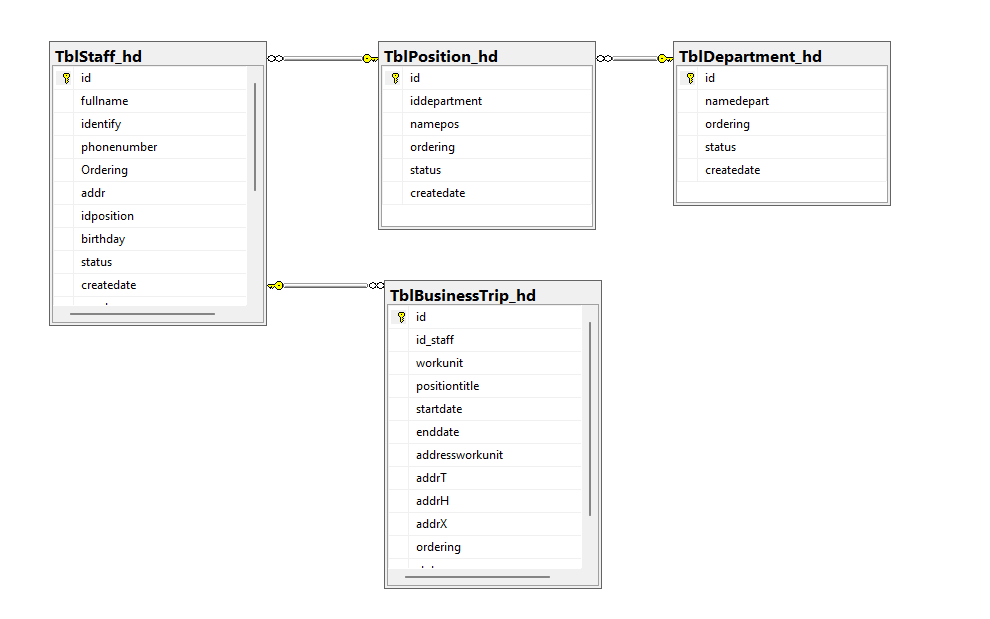 TblStaff_hd
id
fullname
identify
phonenumber
Ordering
addr
idposition
birthday
status
createdate
TblPosition_hd
id
iddepartment
namepos
ordering
status
createdate
TblDepartment_hd
id
namedepart
ordering
status
createdate
TblBusinessTrip_hd
id
id_staff
workunit
positiontitle
startdate
enddate
addressworkunit
addrT
addrH
addrX
ordering